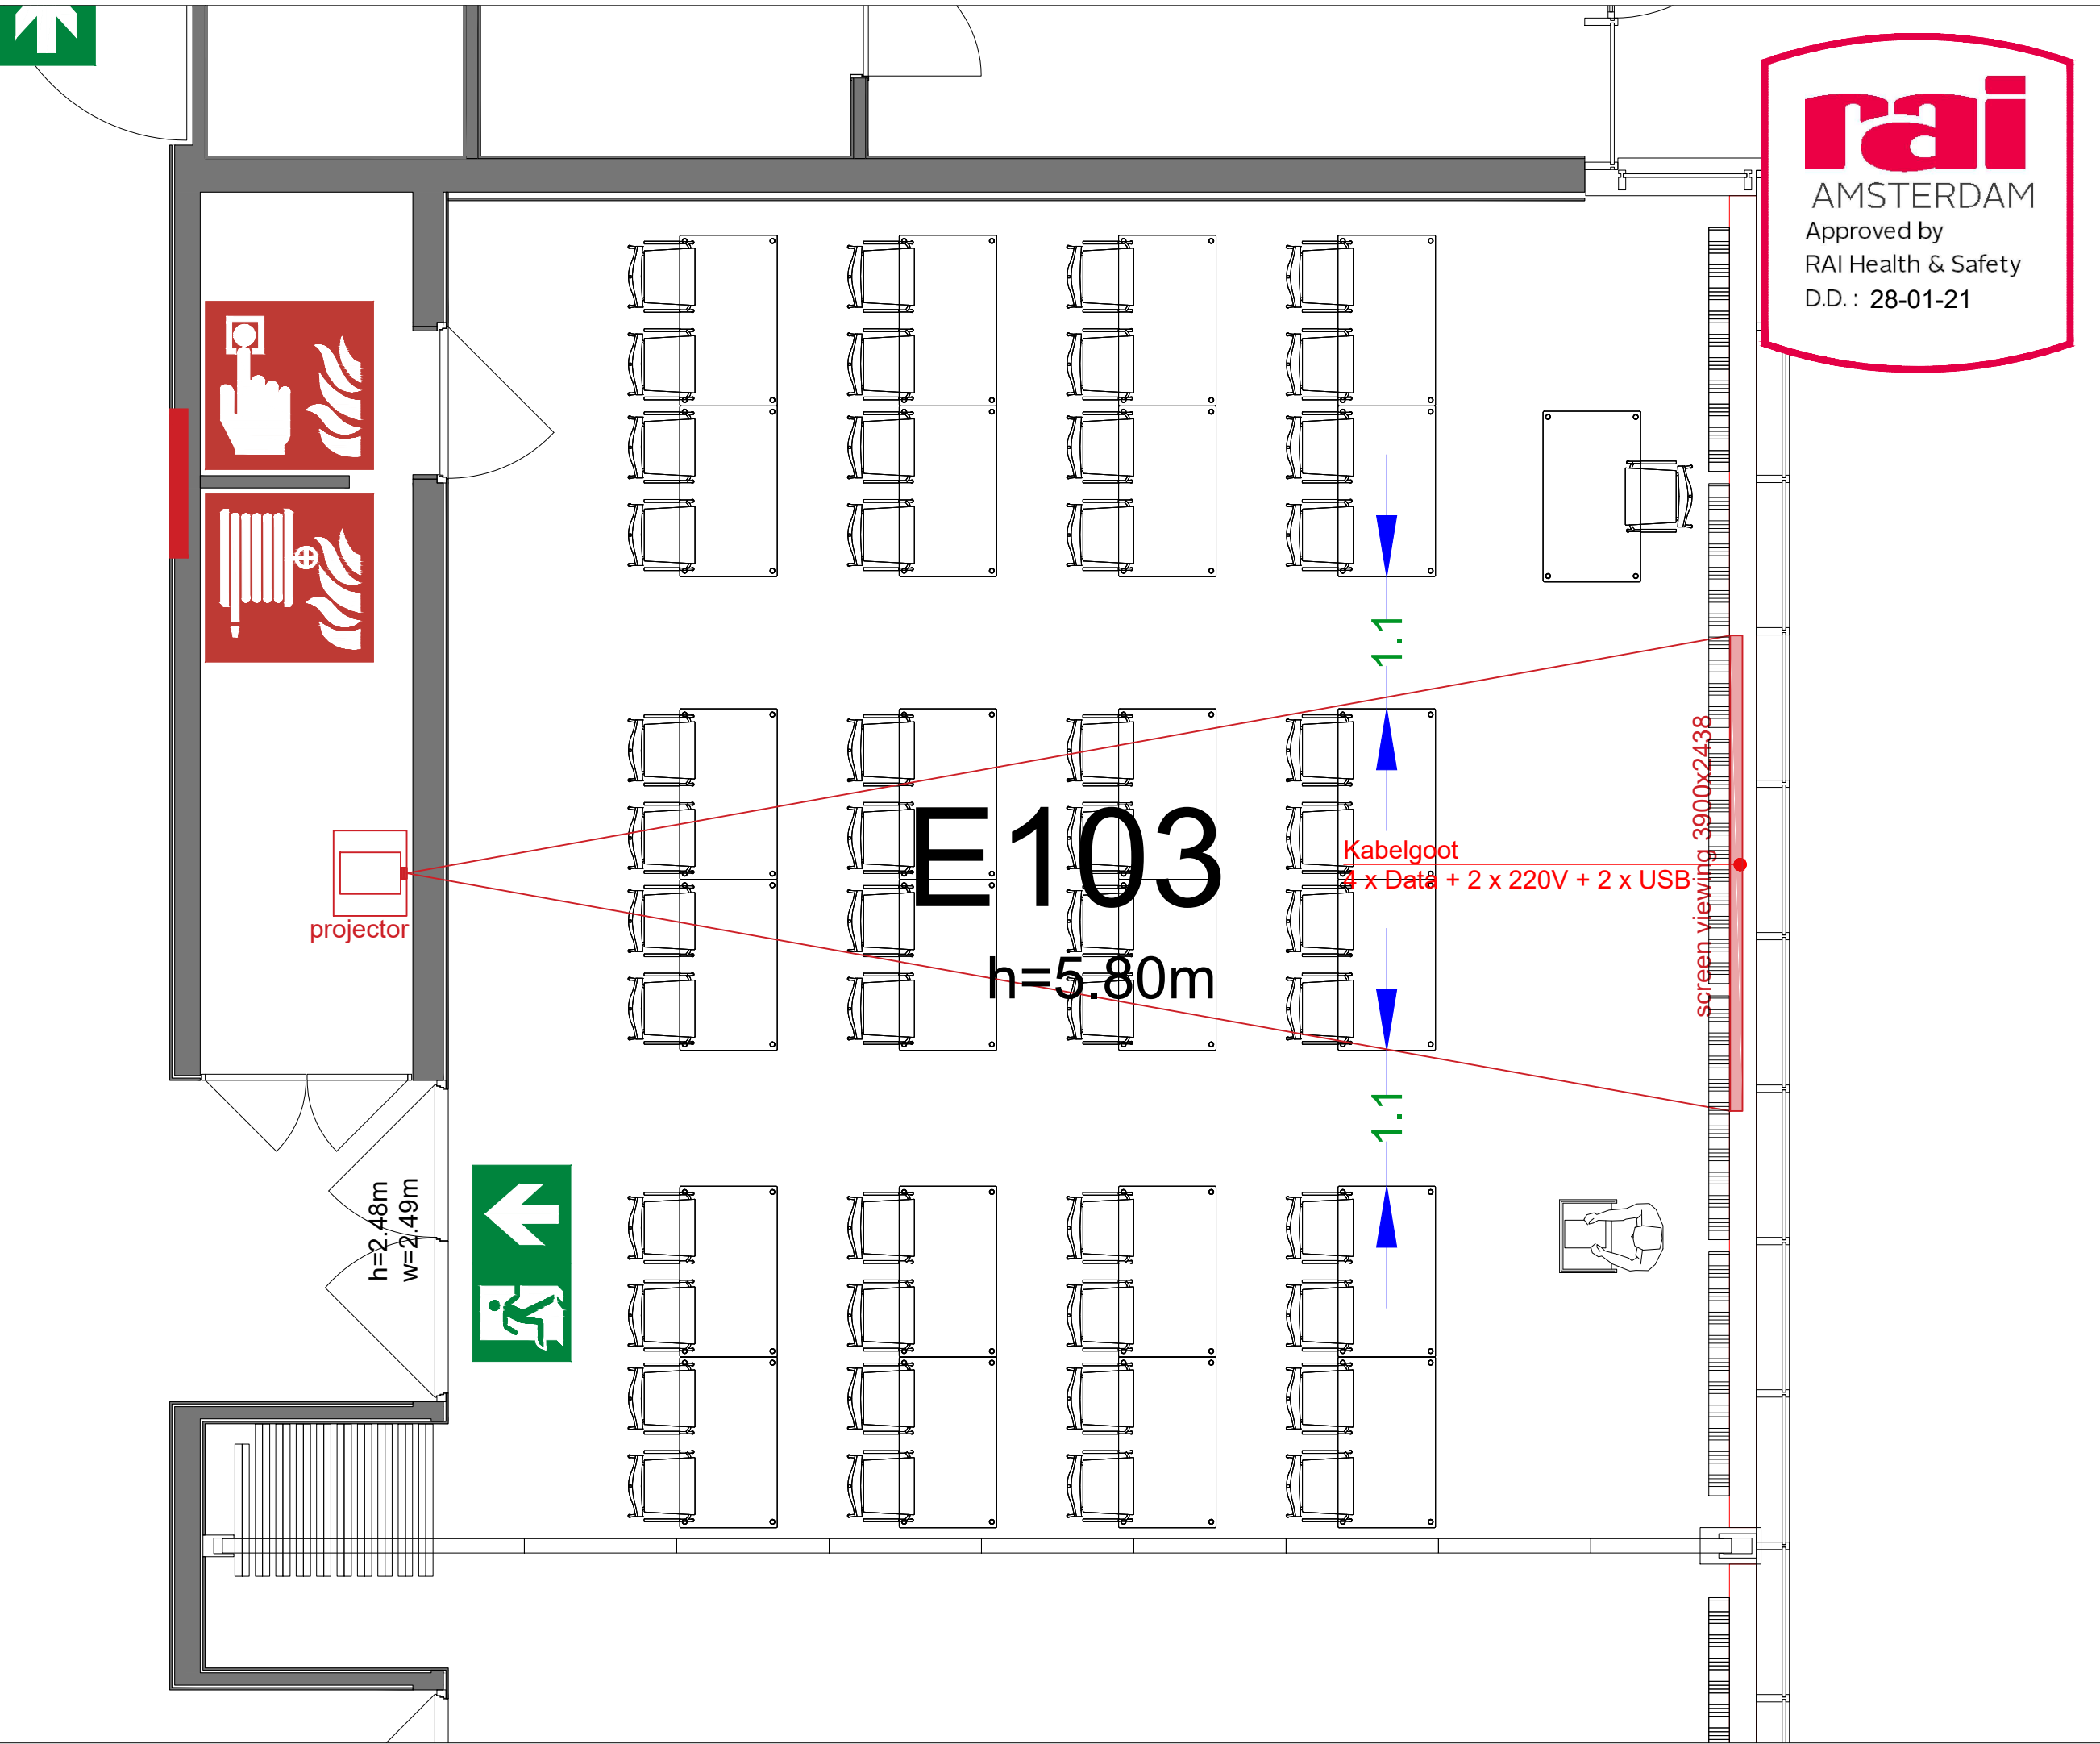 rai
AMSTERDAM
Approved by
RAI Health & Safety
D.D. : 28-01-21
1.1
screen viewing 3900x2438
E103
Kabelgoot
4 x Data + 2 x 220V + 2 x USB
projector
h=5.80m
1.1
h=2.48m
w=2.49m